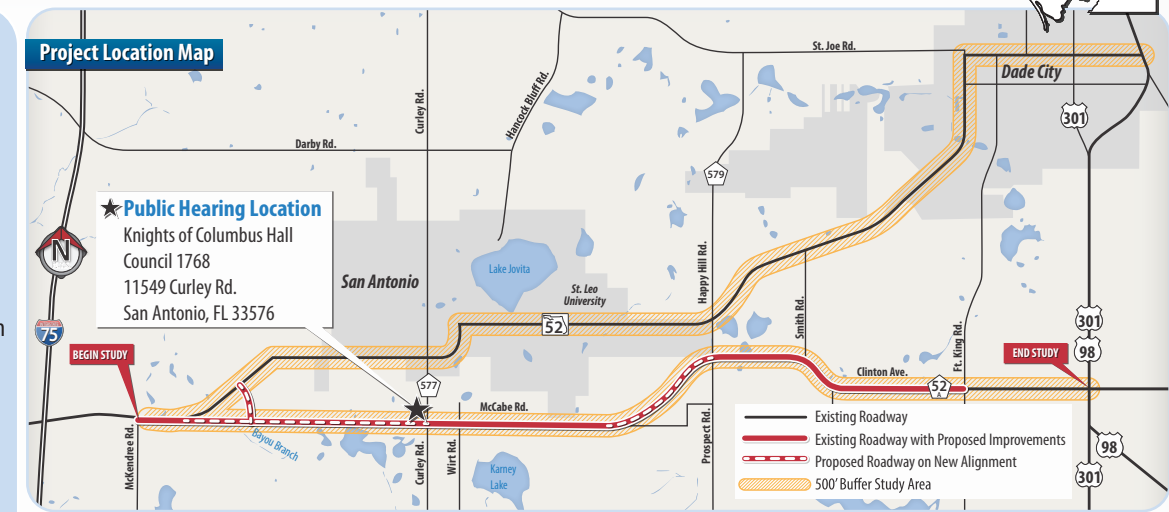 Project Location Map
St. Joe Rd.
Dade City
Hancock Bluff Rd.
Curley Rd.
301
Darby Rd.
579
★Public Hearing Location
Knights of Columbus Hall
Council 1768
11549 Curley Rd.
San Antonio, FL 33576
N
San Antonio
Lake Jovita
St. Leo
University
Happy Hill Rd.
Smith Rd.
52
75
n
301
98
BEGIN STUDY
END STUDY
Ft. King Rd.
577
Clinton Ave.
52
A
McCabe Rd.
McKendree Rd.
Bayou Branch
Curley Rd.
Wirt Rd.
Prospect Rd.
Karney
Lake
Existing Roadway
Existing Roadway with Proposed Improvements
Proposed Roadway on New Alignment
500' Buffer Study Area
98
301